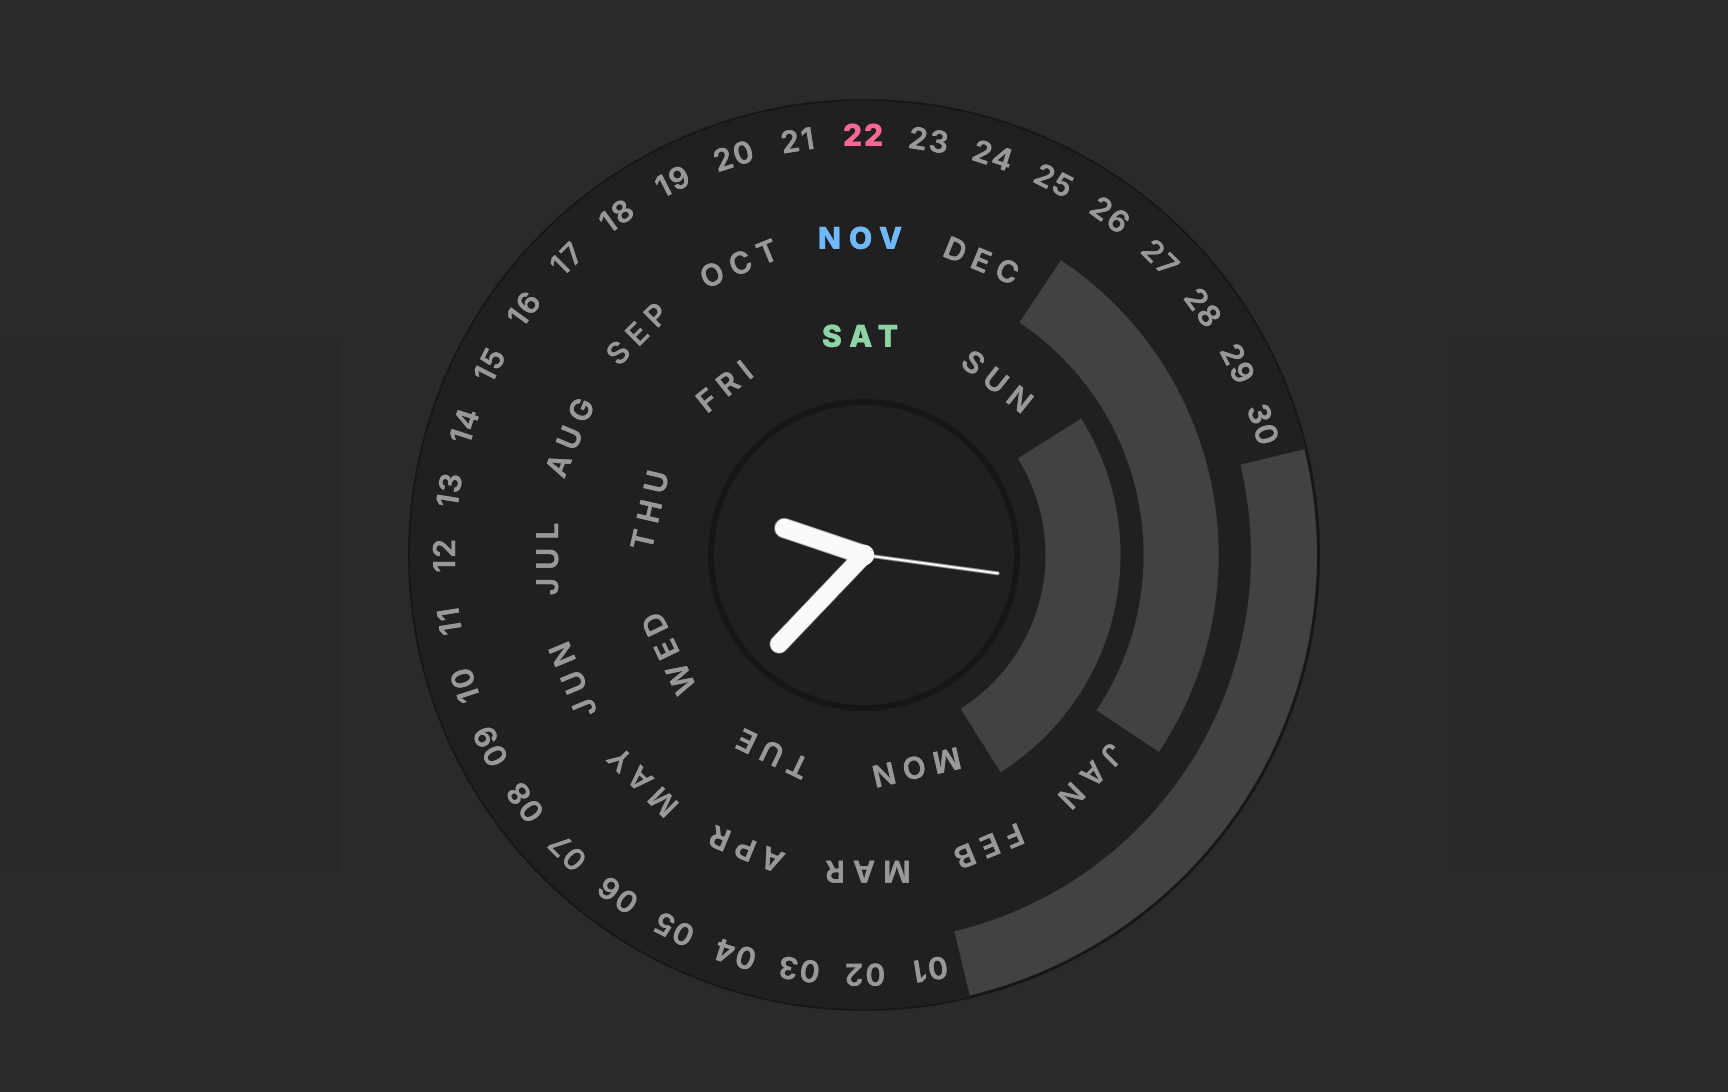 01 02 03 04 05 06 07 08 09 10 11 12 13 14 15 16 17 18 19 20 21 22 23 24 25 26 27 28 29 30
JAN FEB MAR APR MAY JUN JUL AUG SEP OCT NOV DEC
MON TUE WED THU FRI SAT SUN